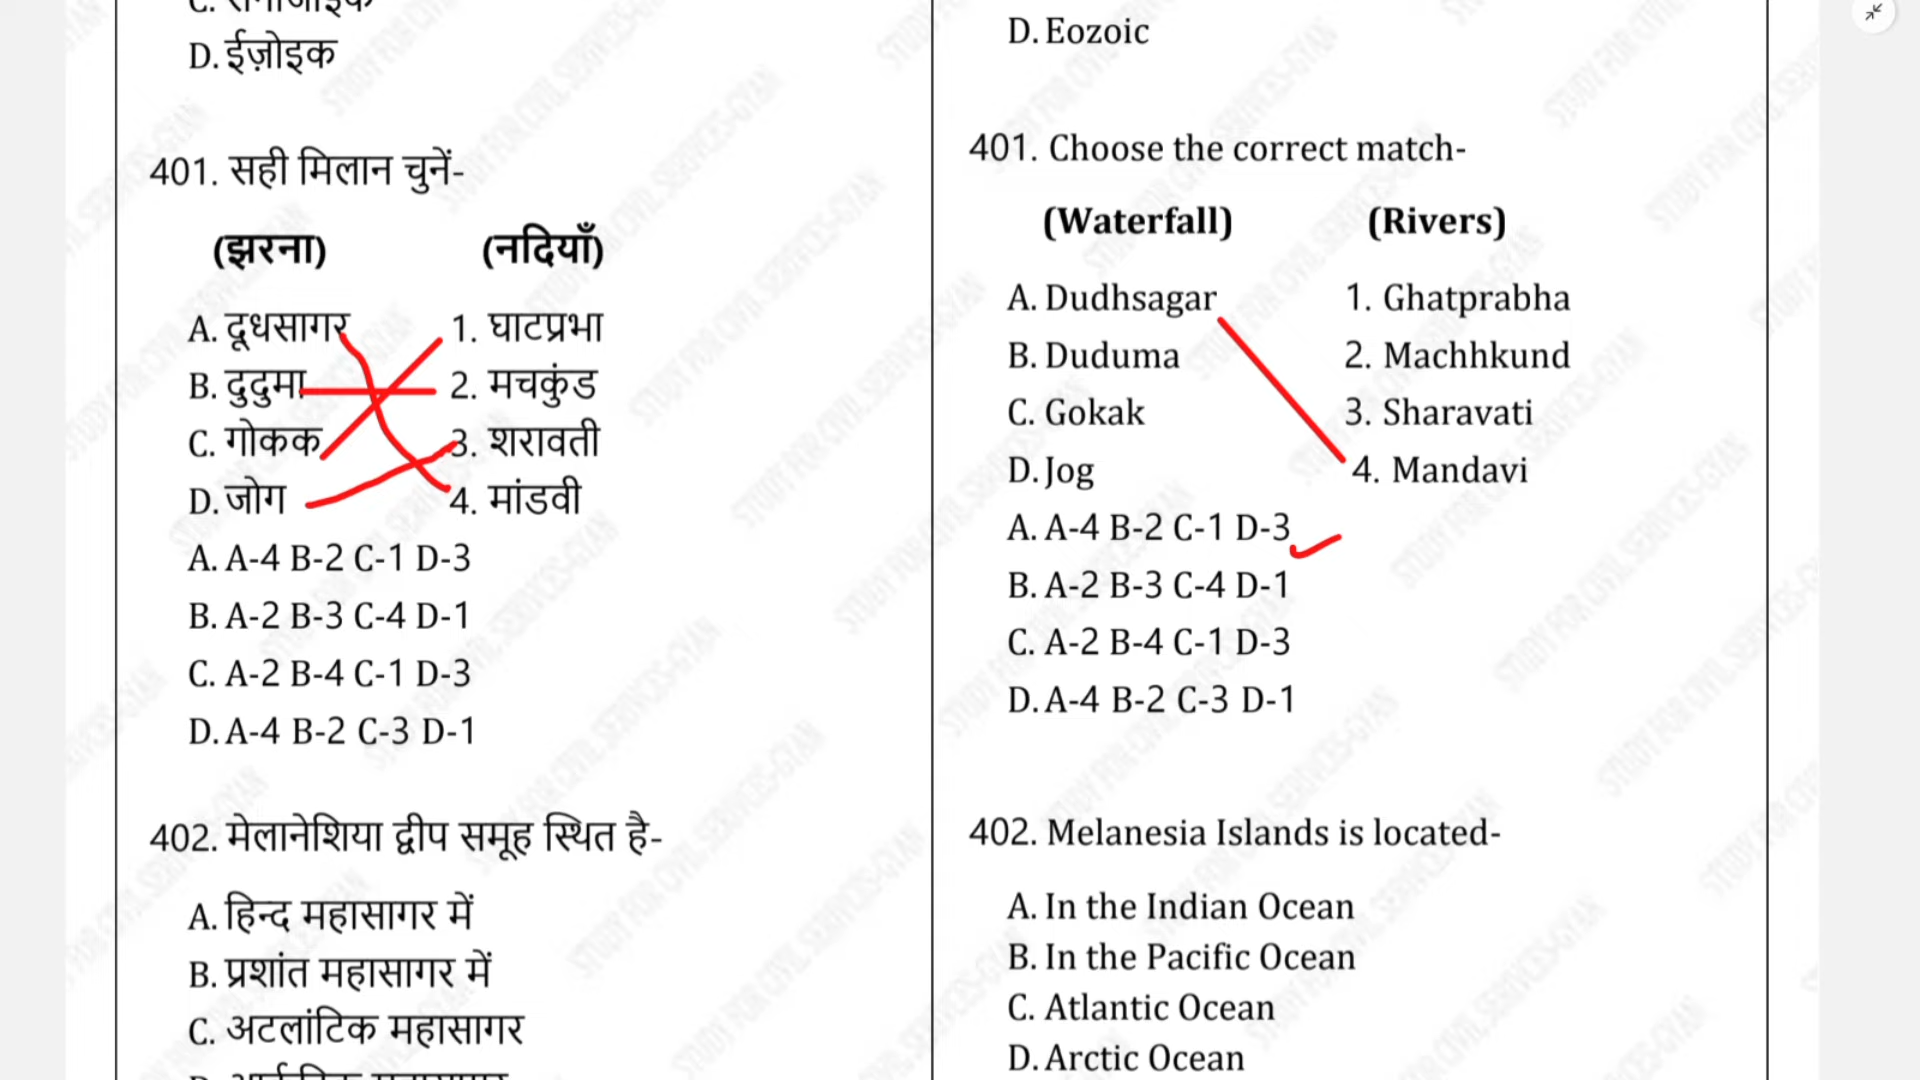 D. ईज़ोइक
401. सही मिलान चुनें-
(झरना) (नदियाँ)
A. दूधसागर 1. घाटप्रभा
B. दुदुमा 2. मचकुंड
C. गोकक 3. शरावती
D. जोग 4. मांडवी
A. A-4 B-2 C-1 D-3
B. A-2 B-3 C-4 D-1
C. A-2 B-4 C-1 D-3
D. A-4 B-2 C-3 D-1
402. मेलानेशिया द्वीप समूह स्थित है-
A. हिन्द महासागर में
B. प्रशांत महासागर में
C. अटलांटिक महासागर
D. Eozoic
401. Choose the correct match-
(Waterfall) (Rivers)
A. Dudhsagar 1. Ghatprabha
B. Duduma 2. Machhkund
C. Gokak 3. Sharavati
D. Jog 4. Mandavi
A. A-4 B-2 C-1 D-3
B. A-2 B-3 C-4 D-1
C. A-2 B-4 C-1 D-3
D. A-4 B-2 C-3 D-1
402. Melanesia Islands is located-
A. In the Indian Ocean
B. In the Pacific Ocean
C. Atlantic Ocean
D. Arctic Ocean
STUDY FOR CIVIL SERVICES-GYAN